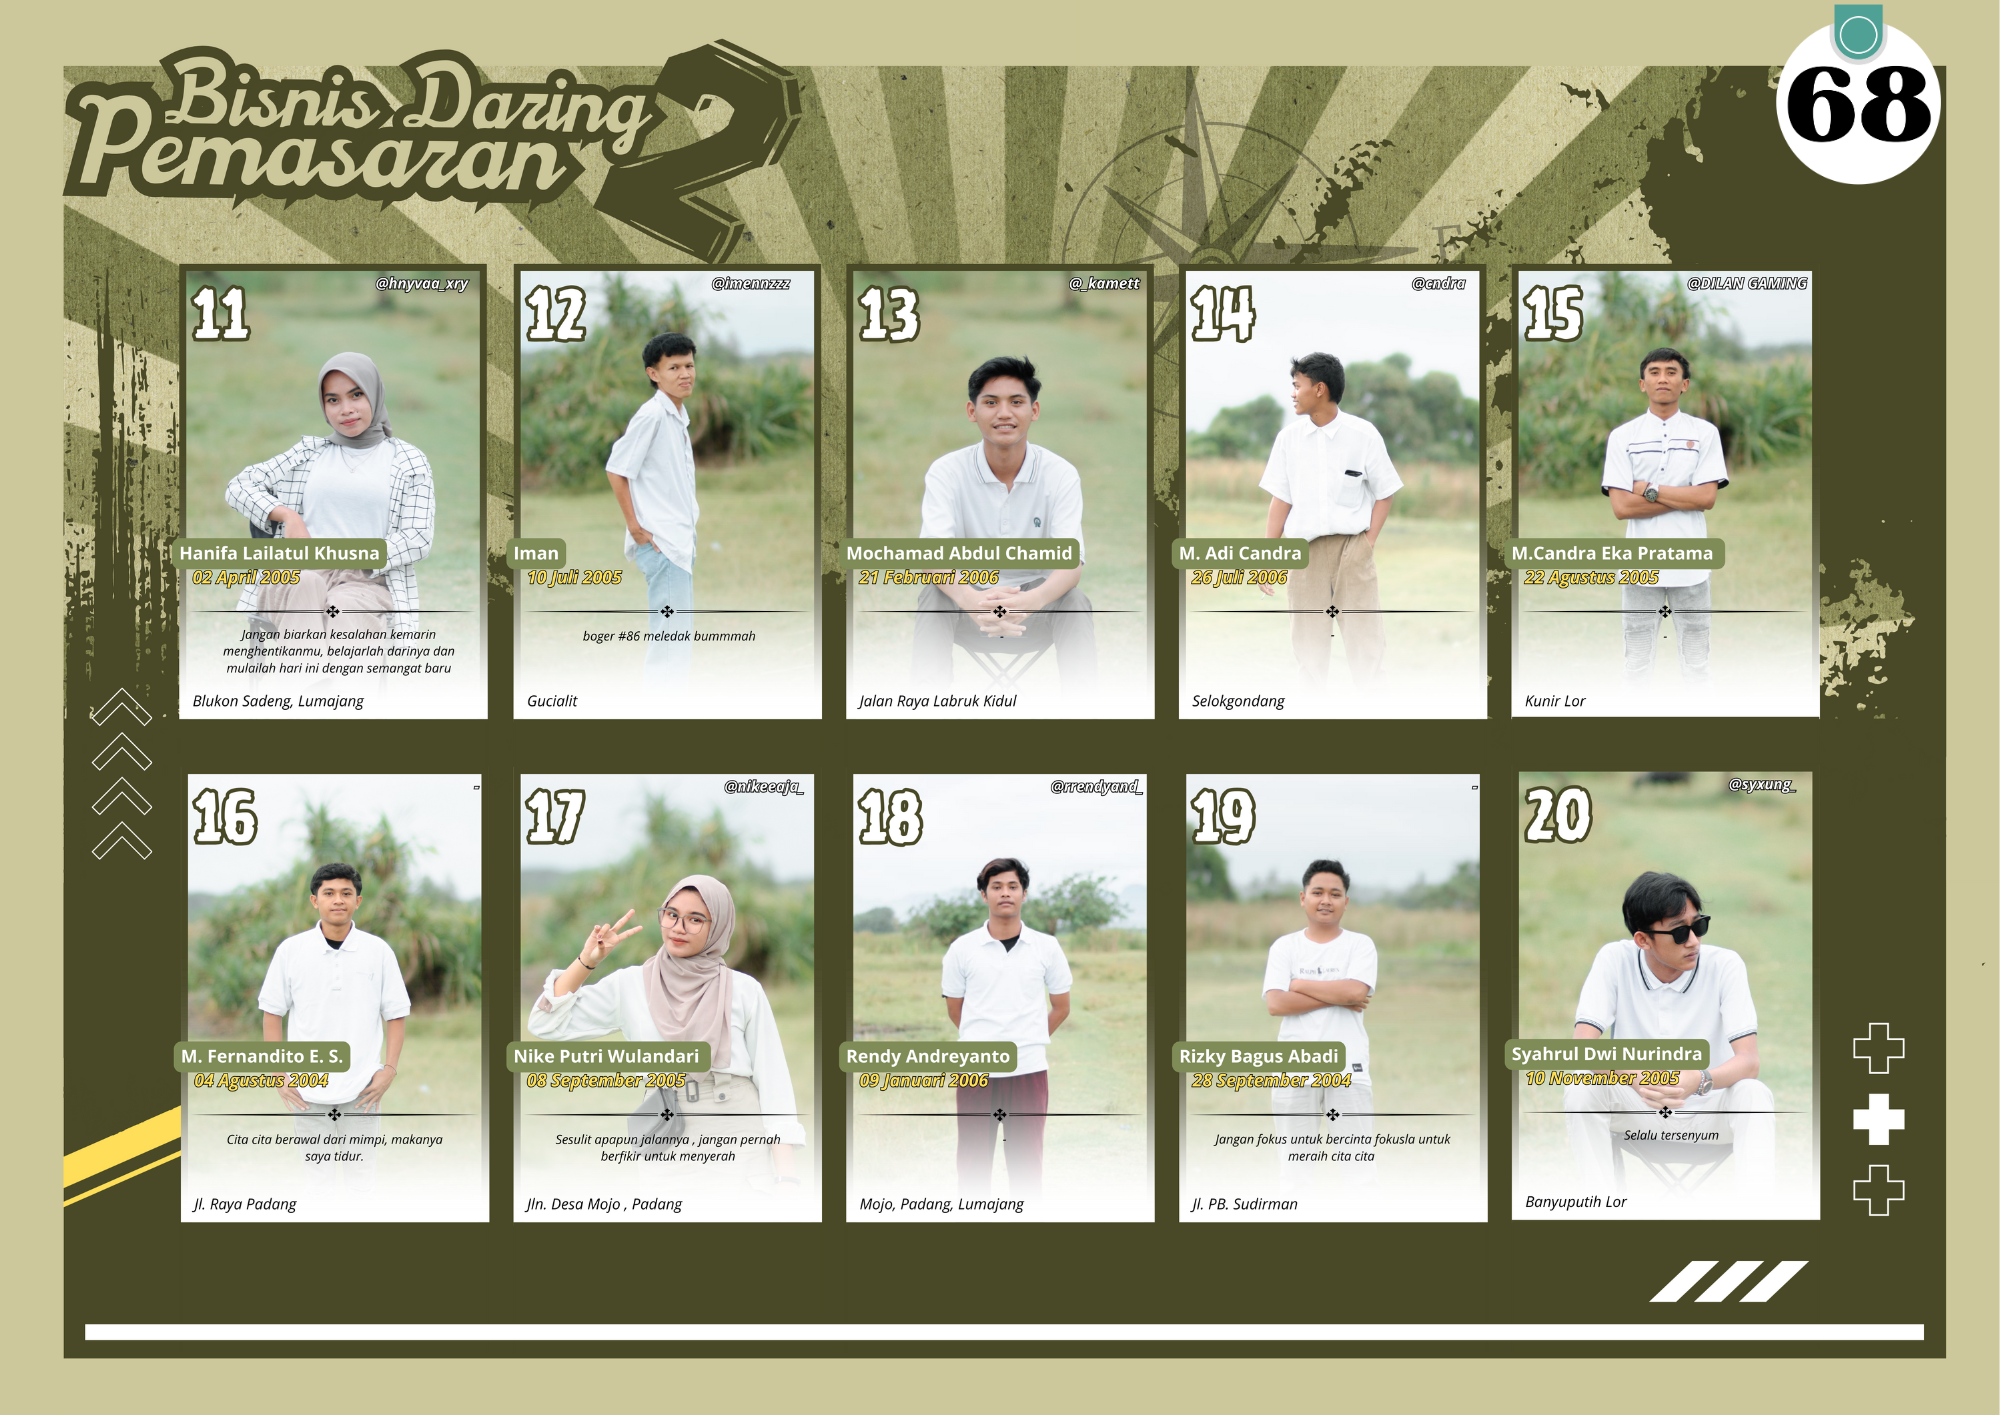 Bisnis Daring
Pemasaran 2
68
11
@hnyvaa_xry
Hanifa Lailatul Khusna
02 April 2005
Jangan biarkan kesalahan kemarin
menghentikanmu, belajarlah darinya dan
mulailah hari ini dengan semangat baru
Blukon Sadeng, Lumajang
12
@imennzzz
Iman
10 Juli 2005
boger #86 meledak bummmah
Gucialit
13
@_kamett
Mochamad Abdul Chamid
21 Februari 2006
-
Jalan Raya Labruk Kidul
14
@cndra
M. Adi Candra
26 Juli 2006
-
Selokgondang
15
@DILAN GAMING
M.Candra Eka Pratama
22 Agustus 2005
-
Kunir Lor
16
-
M. Fernandito E. S.
04 Agustus 2004
Cita cita berawal dari mimpi, makanya
saya tidur.
Jl. Raya Padang
17
@nikeeaja_
Nike Putri Wulandari
08 September 2005
Sesulit apapun jalannya , jangan pernah
berfikir untuk menyerah
Jln. Desa Mojo , Padang
18
@rrendyand_
Rendy Andreyanto
09 Januari 2006
-
Mojo, Padang, Lumajang
19
-
Rizky Bagus Abadi
28 September 2004
Jangan fokus untuk bercinta fokusla untuk
meraih cita cita
Jl. PB. Sudirman
20
@syxung_
Syahrul Dwi Nurindra
10 November 2005
Selalu tersenyum
Banyuputih Lor